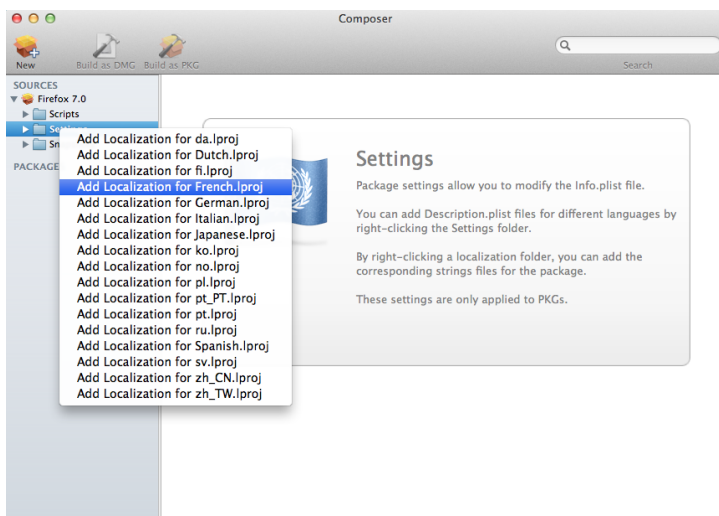 Composer
New
Build as DMG
Build as PKG
Search
SOURCES
Firefox 7.0
Scripts
PACKAGE
Add Localization for da.lproj
Add Localization for Dutch.lproj
Add Localization for fi.lproj
Add Localization for French.lproj
Add Localization for German.lproj
Add Localization for Italian.lproj
Add Localization for Japanese.lproj
Add Localization for ko.lproj
Add Localization for no.lproj
Add Localization for pl.lproj
Add Localization for pt_PT.lproj
Add Localization for pt.lproj
Add Localization for ru.lproj
Add Localization for Spanish.lproj
Add Localization for sv.lproj
Add Localization for zh_CN.lproj
Add Localization for zh_TW.lproj
Settings
Package settings allow you to modify the Info.plist file.
You can add Description.plist files for different languages by
right-clicking the Settings folder.
By right-clicking a localization folder, you can add the
corresponding strings files for the package.
These settings are only applied to PKGs.